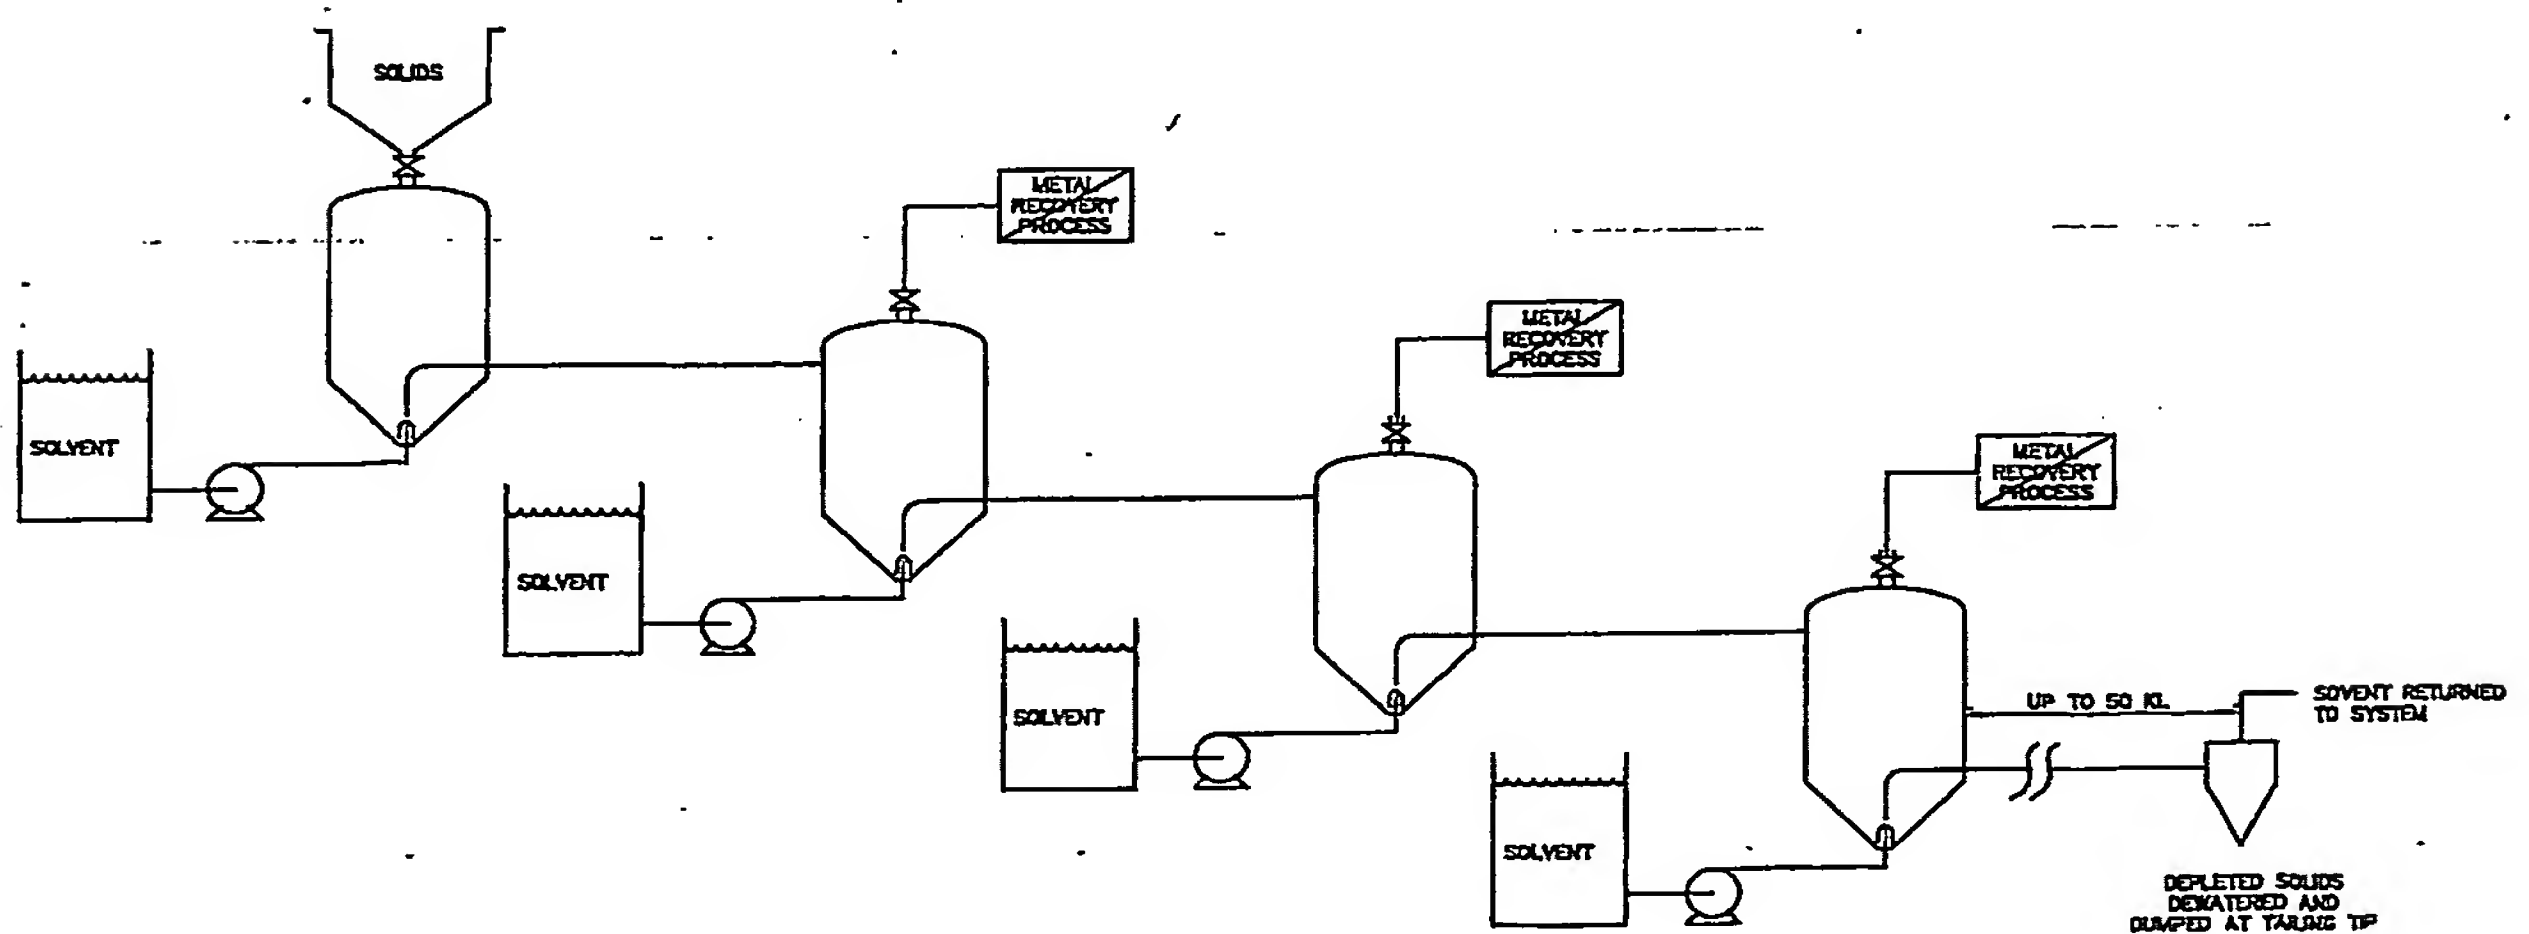 SOLIDS
METAL
RECOVERY
PROCESS
METAL
RECOVERY
PROCESS
SOLVENT
METAL
RECOVERY
PROCESS
SOLVENT
UP TO 50 KL
SOVENT RETURNED
TO SYSTEM
SOLVENT
SOLVENT
DEPLETED SOLIDS
DEWATERED AND
DUMPED AT TAILING TIP